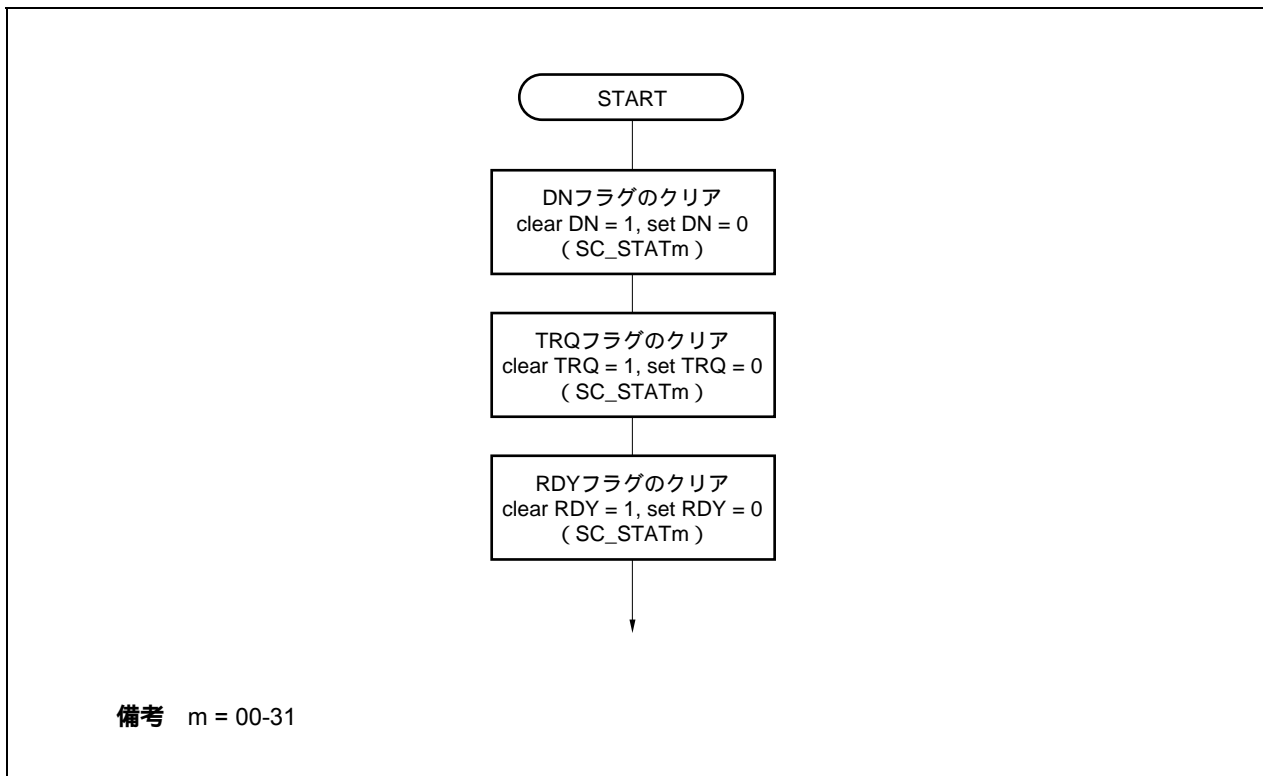 START
DNフラグのクリア
clear DN = 1, set DN = 0
( SC_STATm )
TRQフラグのクリア
clear TRQ = 1, set TRQ = 0
( SC_STATm )
RDYフラグのクリア
clear RDY = 1, set RDY = 0
( SC_STATm )
備考 m = 00-31